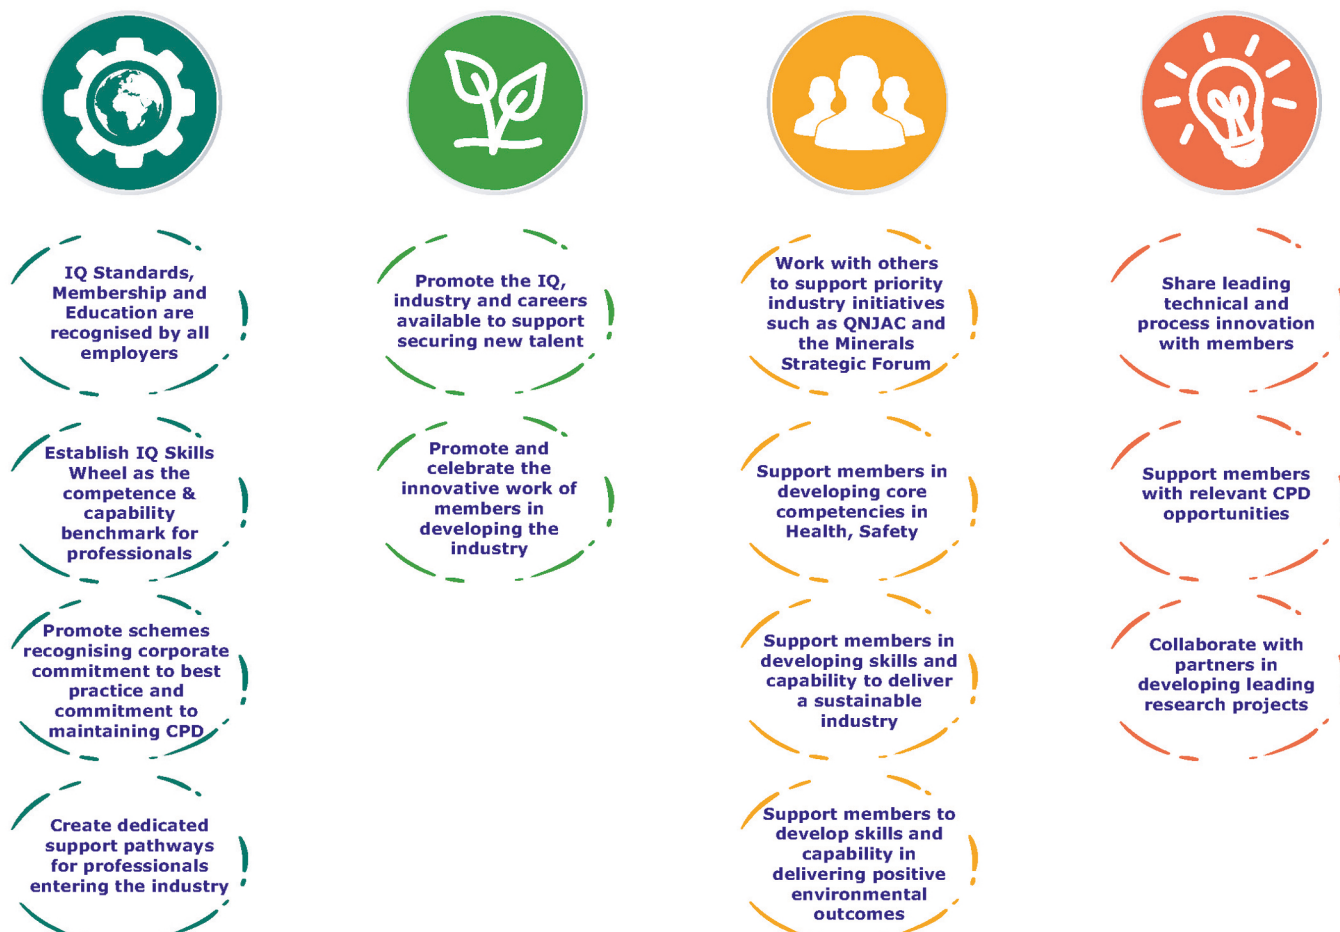 IQ Standards,
Membership and
Education are
recognised by all
employers
Establish IQ Skills
Wheel as the
competence &
capability
benchmark for
professionals
Promote schemes
recognising corporate
commitment to best
practice and
commitment to
maintaining CPD
Create dedicated
support pathways
for professionals
entering the industry
Promote the IQ,
industry and careers
available to support
securing new talent
Promote and
celebrate the
innovative work of
members in
developing the
industry
Work with others
to support priority
industry initiatives
such as QNJAC and
the Minerals
Strategic Forum
Support members in
developing core
competencies in
Health, Safety
Support members in
developing skills and
capability to deliver
a sustainable
industry
Support members to
develop skills and
capability in
delivering positive
environmental
outcomes
Share leading
technical and
process innovation
with members
Support members
with relevant CPD
opportunities
Collaborate with
partners in
developing leading
research projects